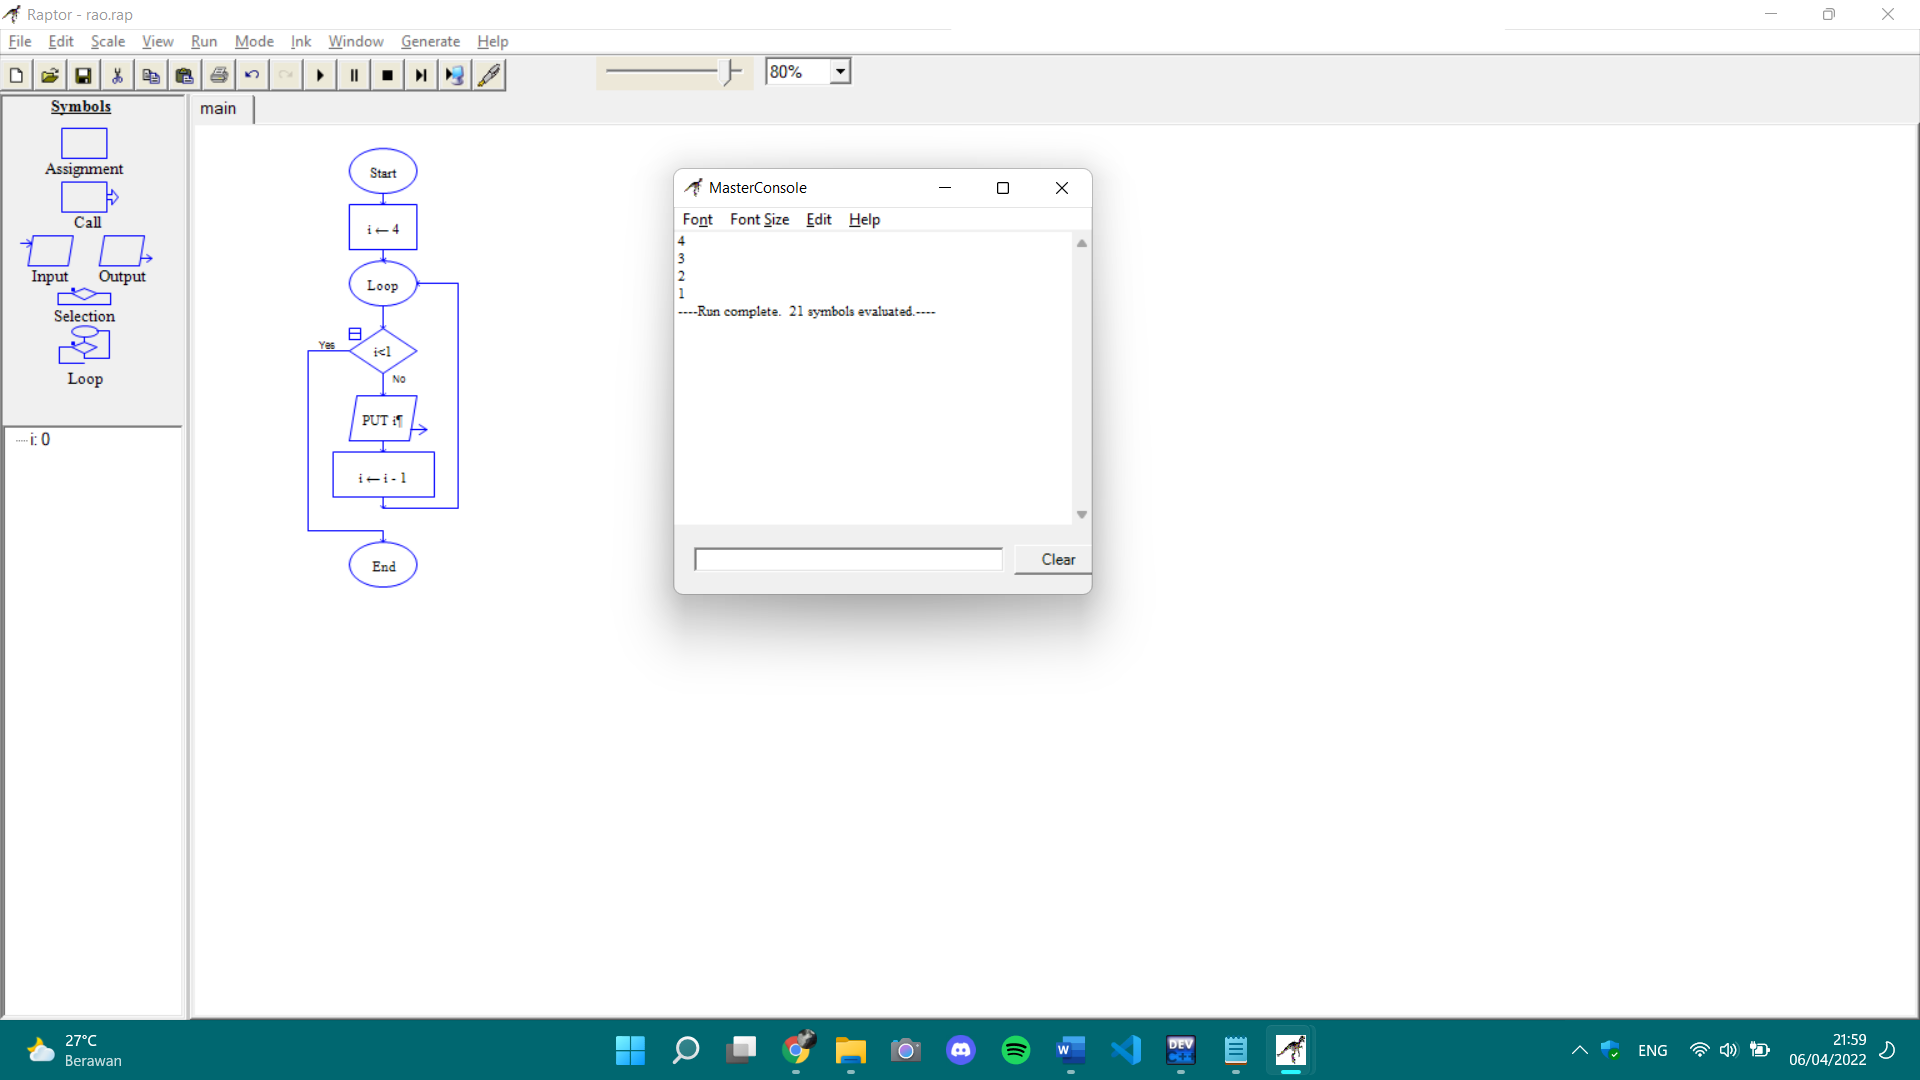 Raptor - rao.rap
File Edit Scale View Run Mode Ink Window Generate Help
80%
Symbols
Assignment
Call
Input Output
Selection
Loop
i: 0
main
Start
i ← 4
Loop
Yes
i<1
No
PUT i¶
i ← i - 1
End
MasterConsole
Font Font Size Edit Help
4
3
2
1
----Run complete. 21 symbols evaluated.----
Clear
27°C
Berawan
W
DEV
C++
ENG
21:59
06/04/2022